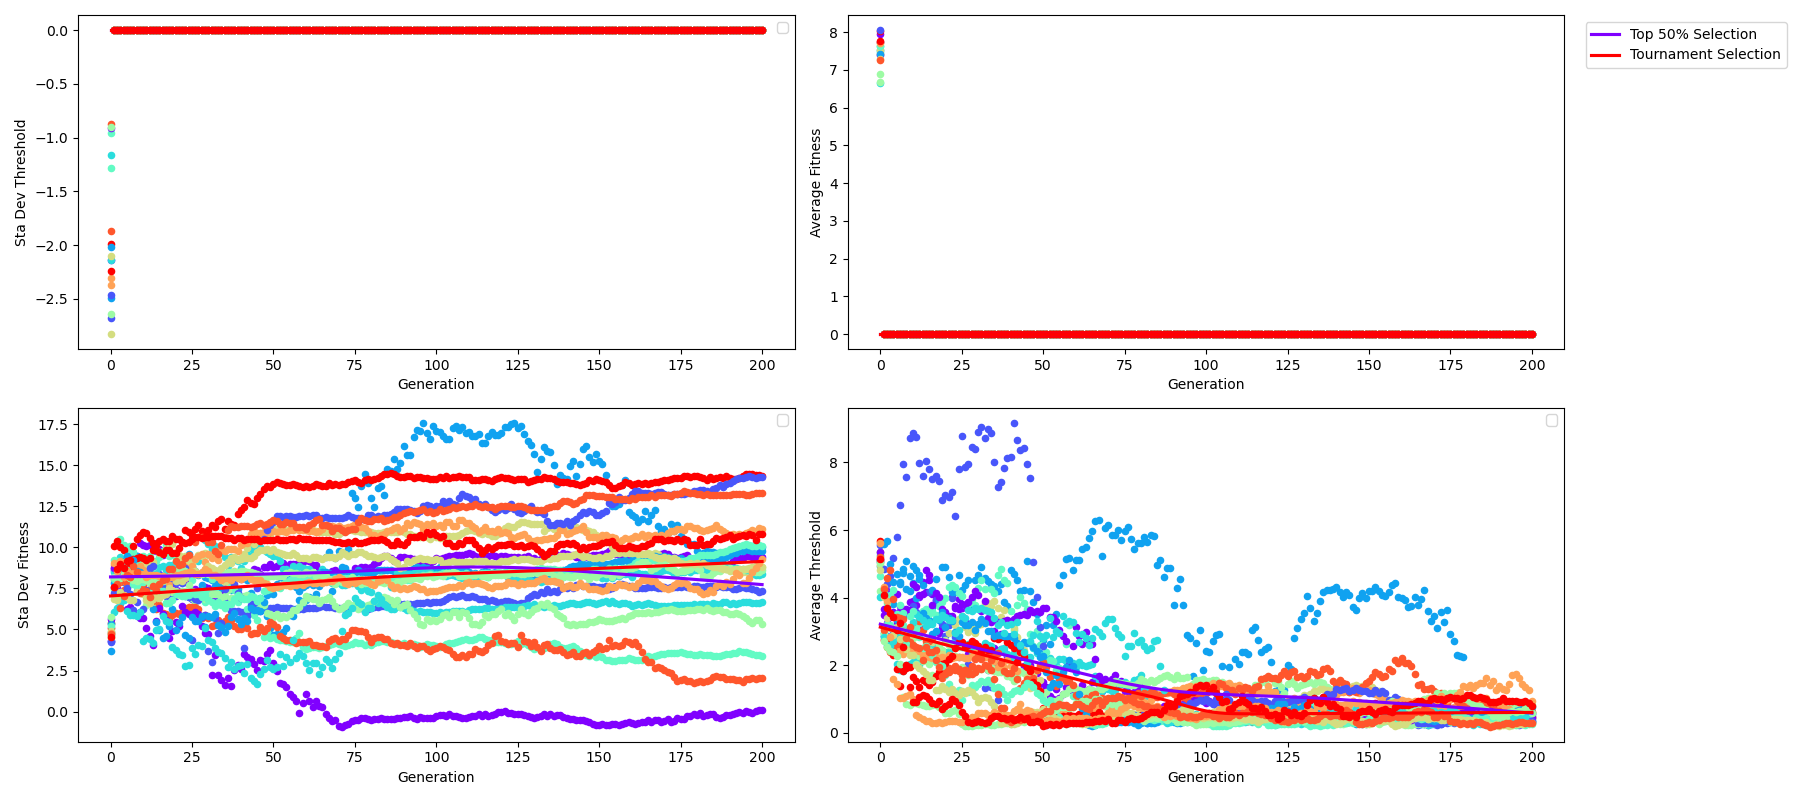 0.0
−0.5
−1.0
−1.5
−2.0
−2.5
Sta Dev Threshold
0 25 50 75 100 125 150 175 200
Generation
8
7
6
5
4
3
2
1
0
Average Fitness
0 25 50 75 100 125 150 175 200
Generation
Top 50% Selection
Tournament Selection
17.5
15.0
12.5
10.0
7.5
5.0
2.5
0.0
Sta Dev Fitness
0 25 50 75 100 125 150 175 200
Generation
8
6
4
2
0
Average Threshold
0 25 50 75 100 125 150 175 200
Generation